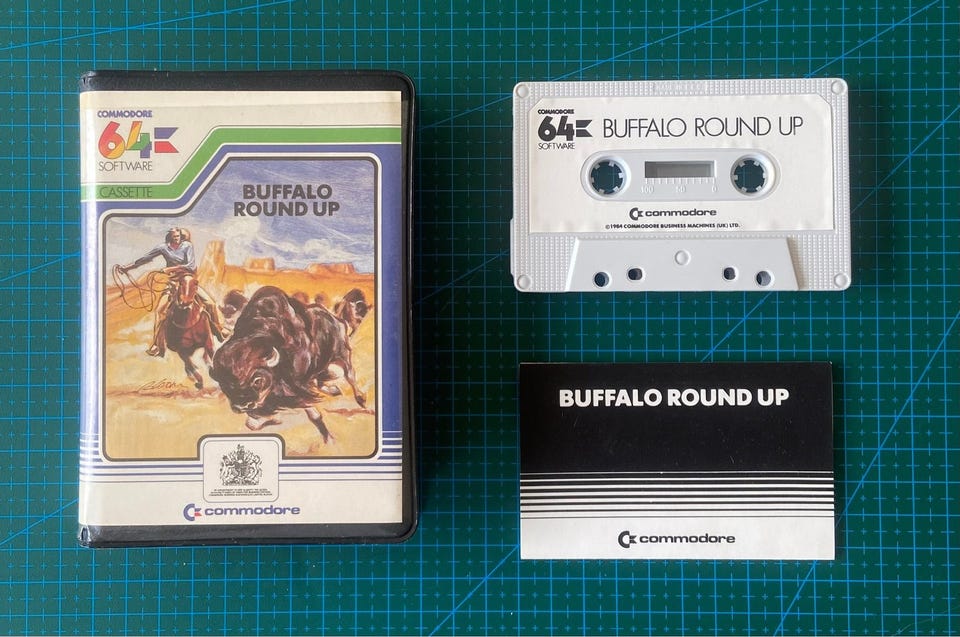 COMMODORE
64
SOFTWARE
CASSETTE
BUFFALO
ROUND UP
commodore
COMMODORE
64
SOFTWARE
BUFFALO ROUND UP
100 50 0
commodore
©1984 COMMODORE BUSINESS MACHINES (UK) LTD.
BUFFALO ROUND UP
commodore